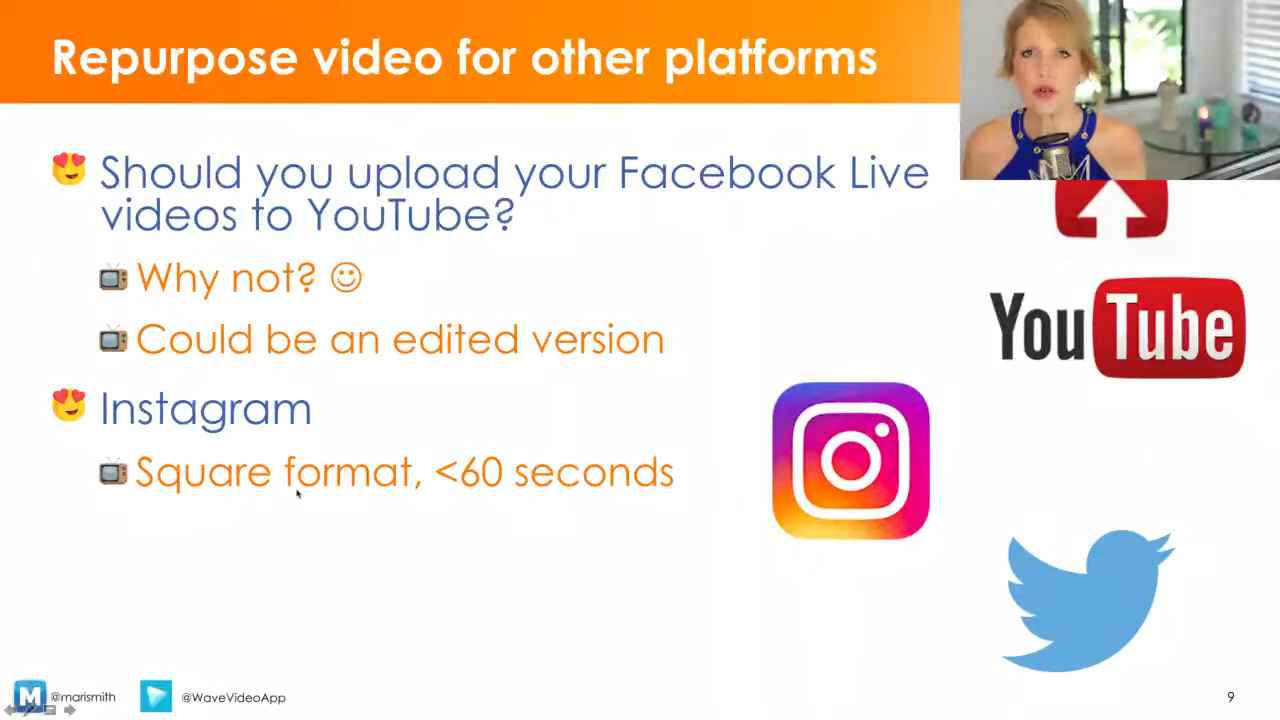 Repurpose video for other platforms
Should you upload your Facebook Live
videos to YouTube?
Why not? ☺
Could be an edited version
Instagram
Square format, <60 seconds
YouTube
M @marismith
@WaveVideoApp
9